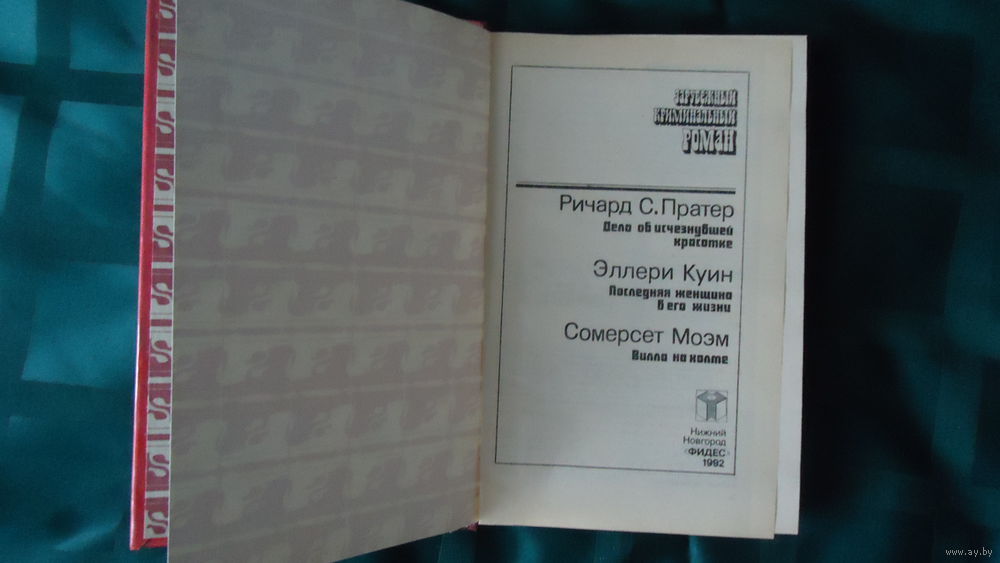 ЗАРУБЕЖНЫЙ
КРИМИНАЛЬНЫЙ
РОМАН
Ричард С.Пратер
Дело об исчезнувшей
красотке
Эллери Куин
Последняя женщина
в его жизни
Сомерсет Моэм
Вилла на холме
Нижний
Новгород
«ФИДЕС»
1992
www.ay.by